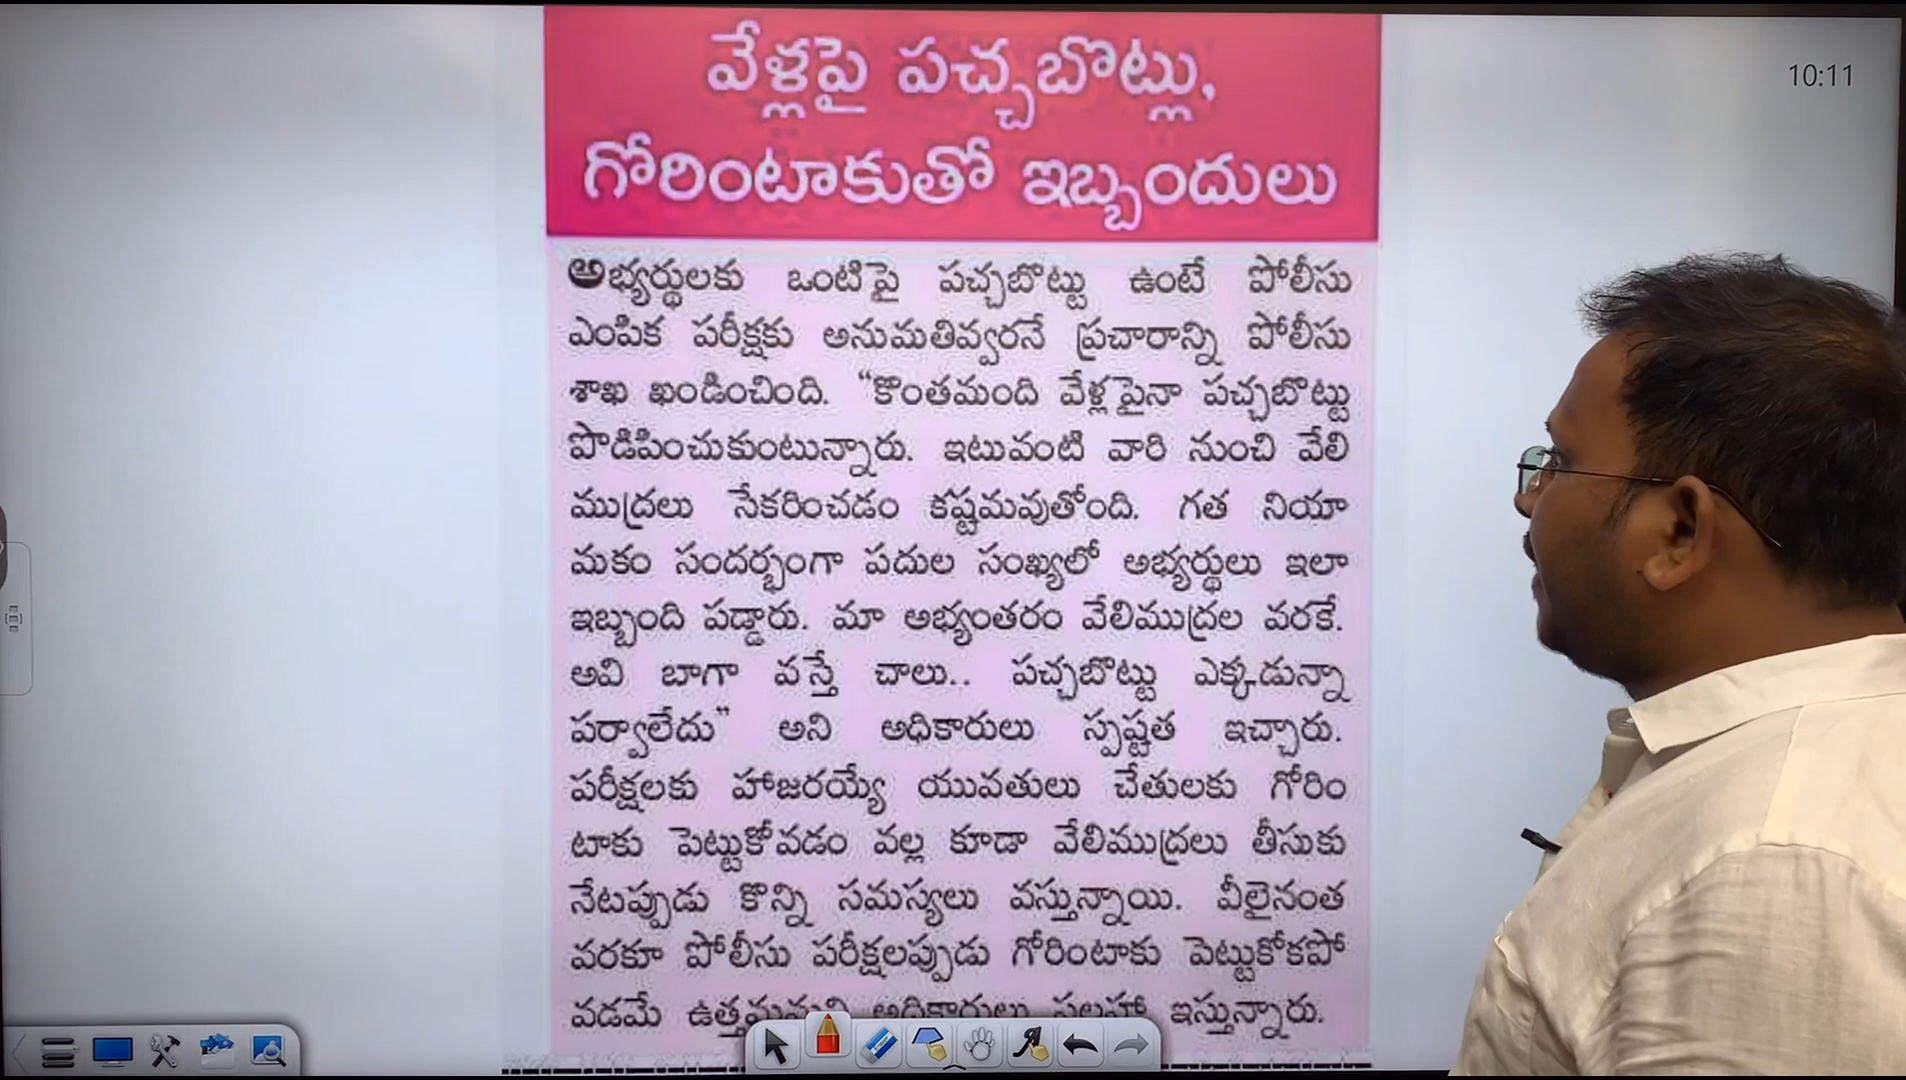 వేళ్లపై పచ్చబొట్లు,
గోరింటాకుతో ఇబ్బందులు
10:11
అభ్యర్థులకు ఒంటిపై పచ్చబొట్టు ఉంటే పోలీసు
ఎంపిక పరీక్షకు అనుమతివ్వరనే ప్రచారాన్ని పోలీసు
శాఖ ఖండించింది. “కొంతమంది వేళ్లపైనా పచ్చబొట్టు
పొడిపించుకుంటున్నారు. ఇటువంటి వారి నుంచి వేలి
ముద్రలు సేకరించడం కష్టమవుతోంది. గత నియా
మకం సందర్భంగా పదుల సంఖ్యలో అభ్యర్థులు ఇలా
ఇబ్బంది పడ్డారు. మా అభ్యంతరం వేలిముద్రల వరకే.
అవి బాగా వస్తే చాలు.. పచ్చబొట్టు ఎక్కడున్నా
పర్వాలేదు” అని అధికారులు స్పష్టత ఇచ్చారు.
పరీక్షలకు హాజరయ్యే యువతులు చేతులకు గోరిం
టాకు పెట్టుకోవడం వల్ల కూడా వేలిముద్రలు తీసుకు
నేటప్పుడు కొన్ని సమస్యలు వస్తున్నాయి. వీలైనంత
వరకూ పోలీసు పరీక్షలప్పుడు గోరింటాకు పెట్టుకోకపో
వడమే ఉత్తమమని అధికారులు సలహా ఇస్తున్నారు.